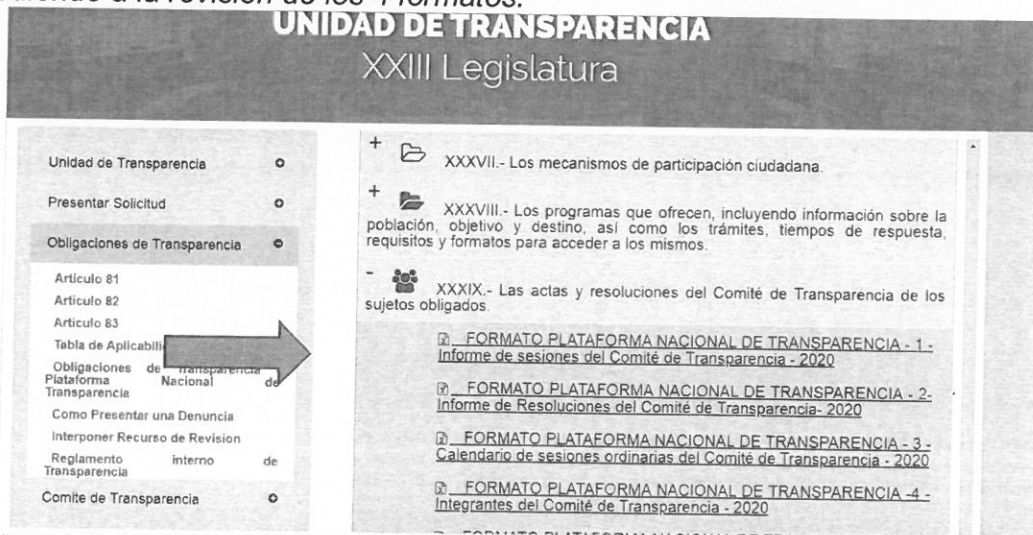 a la revisión de los 4 formatos.
UNIDAD DE TRANSPARENCIA
XXIII Legislatura
Unidad de Transparencia
Presentar Solicitud
Obligaciones de Transparencia
Articulo 81
Articulo 82
Articulo 83
Tabla de
Obligaciones de Transparencia
Plataforma Nacional de
Transparencia
Como Presentar una Denuncia
Interponer Recurso de Revision
Reglamento interno de
Transparencia
Comite de Transparencia
+ XXXVII.- Los mecanismos de participación ciudadana.
+ XXXVIII.- Los programas que ofrecen, incluyendo información sobre la
población, objetivo y destino, así como los trámites, tiempos de respuesta,
requisitos y formatos para acceder a los mismos.
- XXXIX.- Las actas y resoluciones del Comité de Transparencia de los
sujetos obligados.
FORMATO PLATAFORMA NACIONAL DE TRANSPARENCIA - 1 -
Informe de sesiones del Comité de Transparencia - 2020
FORMATO PLATAFORMA NACIONAL DE TRANSPARENCIA - 2-
Informe de Resoluciones del Comité de Transparencia- 2020
FORMATO PLATAFORMA NACIONAL DE TRANSPARENCIA - 3 -
Calendario de sesiones ordinarias del Comité de Transparencia - 2020
FORMATO PLATAFORMA NACIONAL DE TRANSPARENCIA -4 -
Integrantes del Comité de Transparencia - 2020